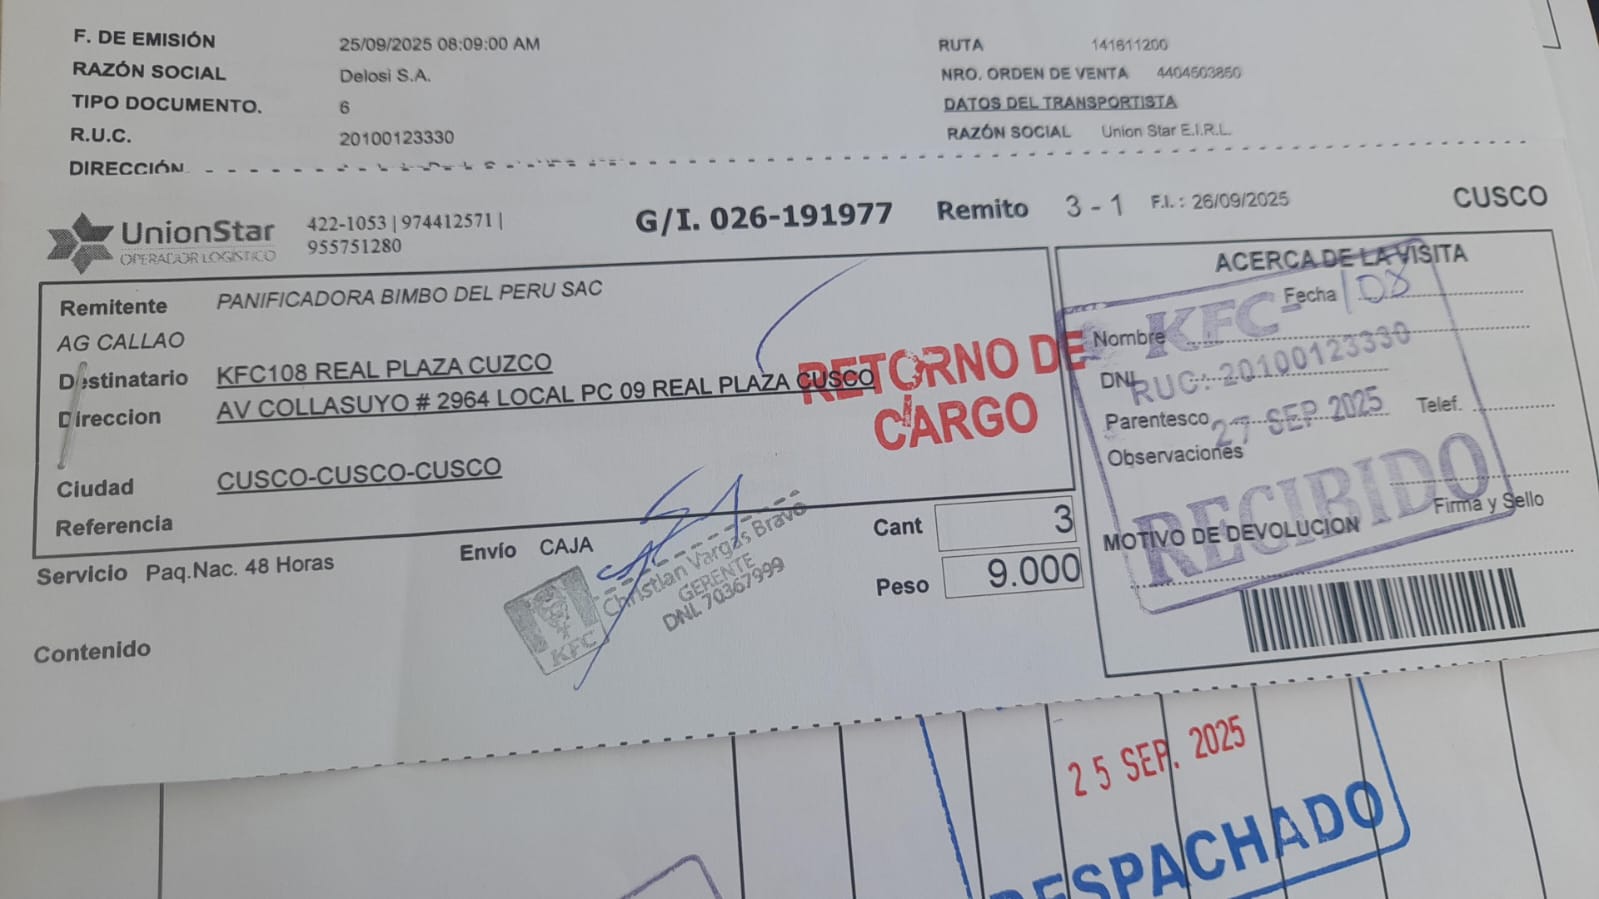 F. DE EMISIÓN 25/09/2025 08:09:00 AM
RAZÓN SOCIAL Delosi S.A.
TIPO DOCUMENTO. 6
R.U.C. 20100123330
DIRECCIÓN
RUTA 141611200
NRO. ORDEN DE VENTA 4404503850
DATOS DEL TRANSPORTISTA
RAZÓN SOCIAL Union Star E.I.R.L.
UnionStar
OPERADOR LOGÍSTICO
422-1053 | 974412571 |
955751280
G/I. 026-191977 Remito 3 - 1 F.I. : 26/09/2025 CUSCO
Remitente PANIFICADORA BIMBO DEL PERU SAC
AG CALLAO
Destinatario KFC108 REAL PLAZA CUZCO
Direccion AV COLLASUYO # 2964 LOCAL PC 09 REAL PLAZA CUSCO
Ciudad CUSCO-CUSCO-CUSCO
Referencia
RETORNO DE
CARGO
Servicio Paq.Nac. 48 Horas
Envío CAJA
Cant 3
Peso 9.000
Contenido
KFC
Christian Vargas Bravo
GERENTE
DNI. 70367999
ACERCA DE LA VISITA
Fecha
Nombre
DNI.
Parentesco Telef.
Observaciones
Firma y Sello
MOTIVO DE DEVOLUCION
KFC- 108
RUC: 20100123330
27 SEP 2025
RECIBIDO
25 SEP. 2025
DESPACHADO